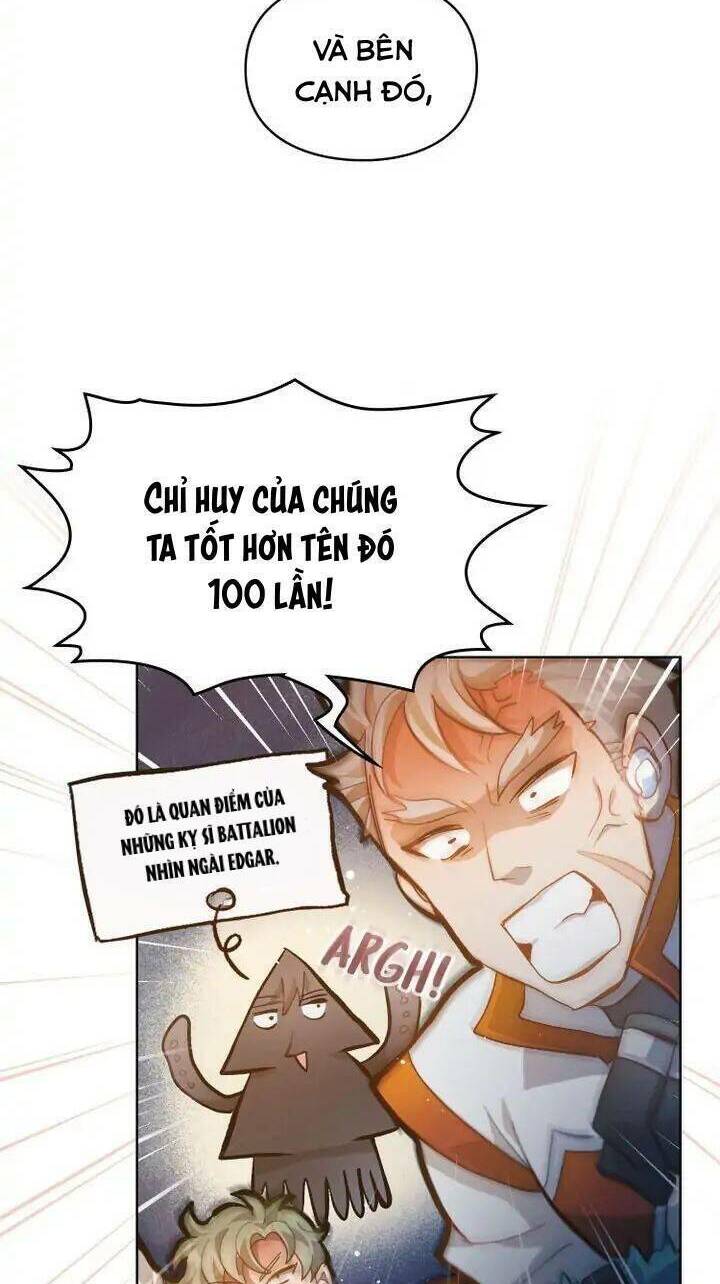 VÀ BÊN
CẠNH ĐÓ,
CHỈ HUY CỦA CHÚNG
TA TỐT HƠN TÊN ĐÓ
100 LẦN!
ĐÓ LÀ QUAN ĐIỂM CỦA
NHỮNG KỴ SĨ BATTALION
NHÌN NGÀI EDGAR.
ARGH!